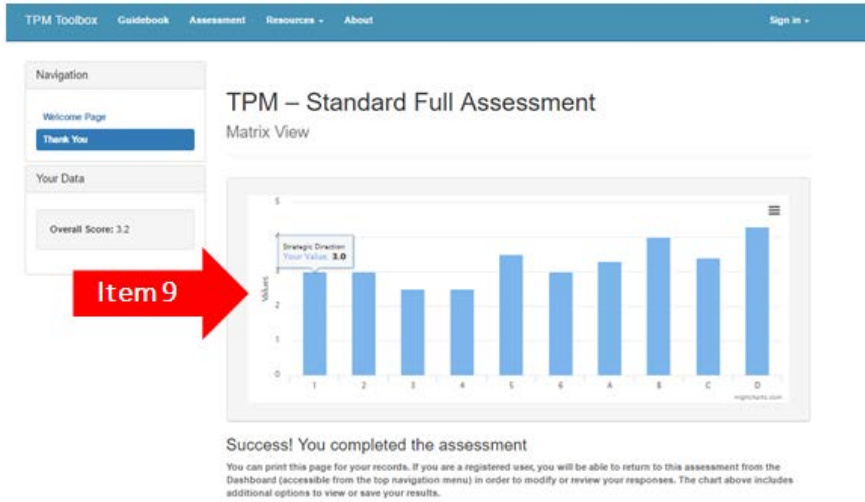 TPM Toolbox Guidebook Assessment Resources About Sign in
Navigation
Welcome Page
Thank You
Your Data
Overall Score: 3.2
TPM – Standard Full Assessment
Matrix View
5
4
Strategic Direction
Your Value: 3.0
3
Values
2
1
0
1 2 3 4 5 6 A B C D
Highcharts.com
Item 9
Success! You completed the assessment
You can print this page for your records. If you are a registered user, you will be able to return to this assessment from the
Dashboard (accessible from the top navigation menu) in order to modify or review your responses. The chart above includes
additional options to view or save your results.